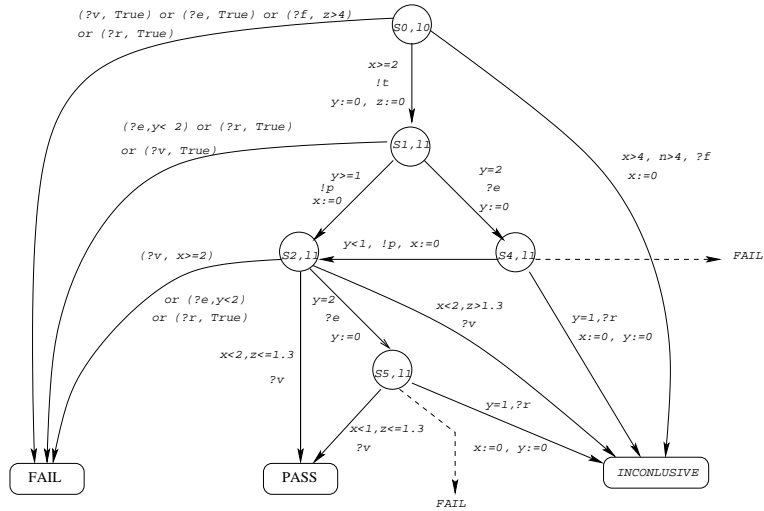 (?v, True) or (?e, True) or (?f, z>4)
or (?r, True)
S0,l0
x>=2
!t
y:=0, z:=0
(?e,y< 2) or (?r, True)
or (?v, True)
S1,l1
x>4, n>4, ?f
x:=0
y>=1
!p
x:=0
y=2
?e
y:=0
(?v, x>=2)
S2,l1
y<1, !p, x:=0
S4,l1
FAIL
or (?e,y<2)
or (?r, True)
y=2
?e
y:=0
x<2,z>1.3
?v
y=1,?r
x:=0, y:=0
x<2,z<=1.3
?v
S5,l1
y=1,?r
x<1,z<=1.3
?v
x:=0, y:=0
FAIL
PASS
INCONLUSIVE
FAIL